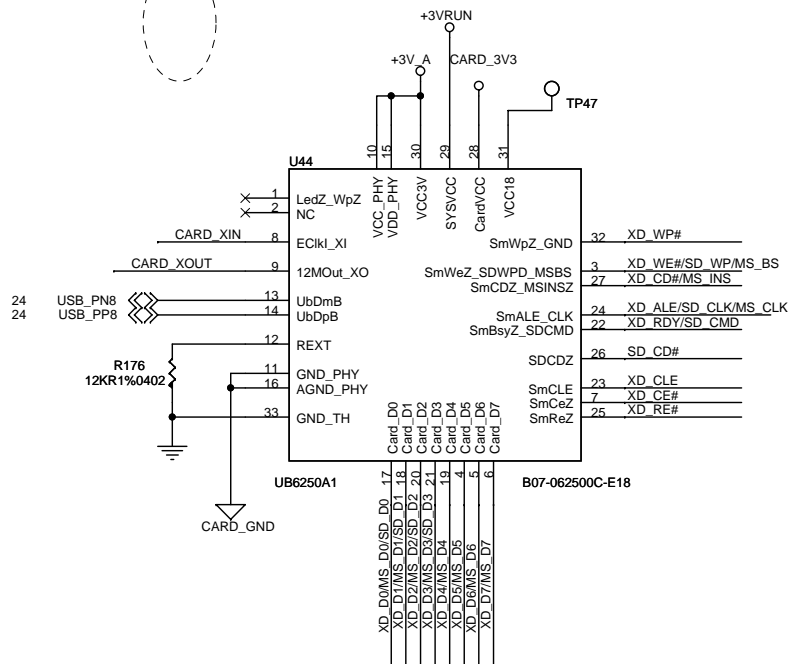 +3VRUN
+3V_A
CARD_3V3
TP47
10
15
30
29
28
31
U44
VCC_PHY
VDD_PHY
VCC3V
SYSVCC
CardVCC
VCC18
1
LedZ_WpZ
2
NC
CARD_XIN
8
EClkI_XI
CARD_XOUT
9
12MOut_XO
24
USB_PN8
13
UbDmB
24
USB_PP8
14
UbDpB
12
REXT
R176
12KR1%0402
11
GND_PHY
16
AGND_PHY
33
GND_TH
CARD_GND
SmWpZ_GND
32
XD_WP#
SmWeZ_SDWPD_MSBS
3
XD_WE#/SD_WP/MS_BS
SmCDZ_MSINSZ
27
XD_CD#/MS_INS
SmALE_CLK
24
XD_ALE/SD_CLK/MS_CLK
SmBsyZ_SDCMD
22
XD_RDY/SD_CMD
SDCDZ
26
SD_CD#
SmCLE
23
XD_CLE
SmCeZ
7
XD_CE#
SmReZ
25
XD_RE#
Card_D0
Card_D1
Card_D2
Card_D3
Card_D4
Card_D5
Card_D6
Card_D7
UB6250A1
B07-062500C-E18
17
18
20
21
19
4
5
6
XD_D0/MS_D0/SD_D0
XD_D1/MS_D1/SD_D1
XD_D2/MS_D2/SD_D2
XD_D3/MS_D3/SD_D3
XD_D4/MS_D4
XD_D5/MS_D5
XD_D6/MS_D6
XD_D7/MS_D7